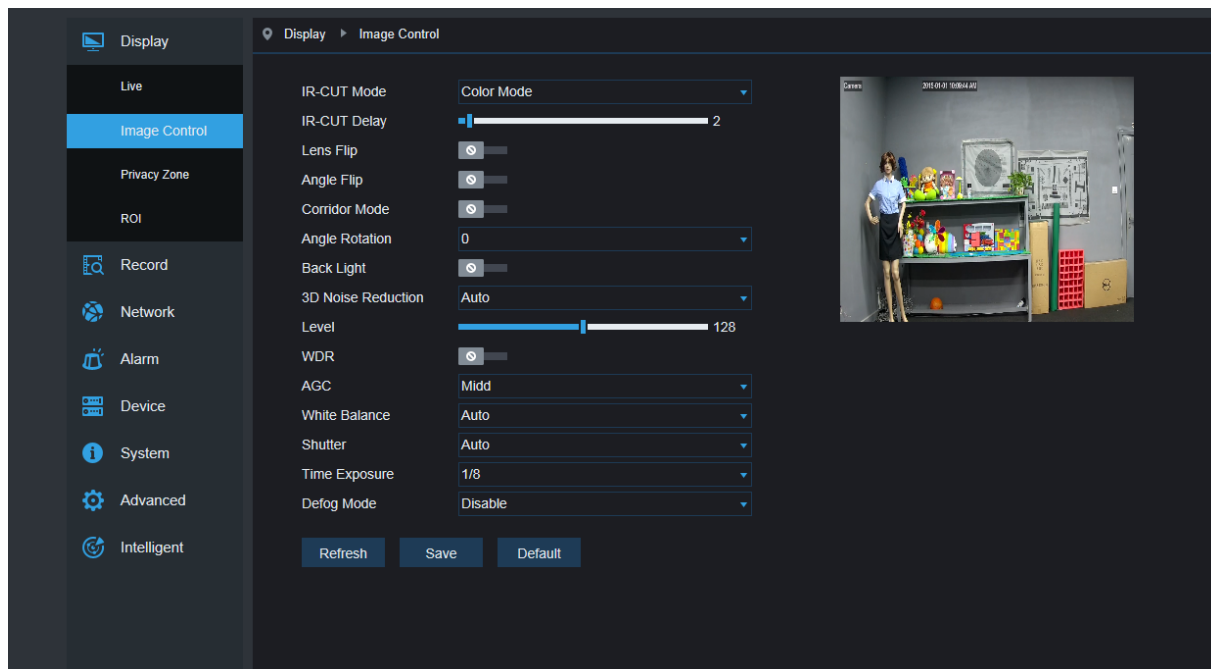 Display
Live
Image Control
Privacy Zone
ROI
Record
Network
Alarm
Device
System
Advanced
Intelligent
Display Image Control
IR-CUT Mode Color Mode
IR-CUT Delay 2
Lens Flip
Angle Flip
Corridor Mode
Angle Rotation 0
Back Light
3D Noise Reduction Auto
Level 128
WDR
AGC Midd
White Balance Auto
Shutter Auto
Time Exposure 1/8
Defog Mode Disable
Refresh Save Default
Camera